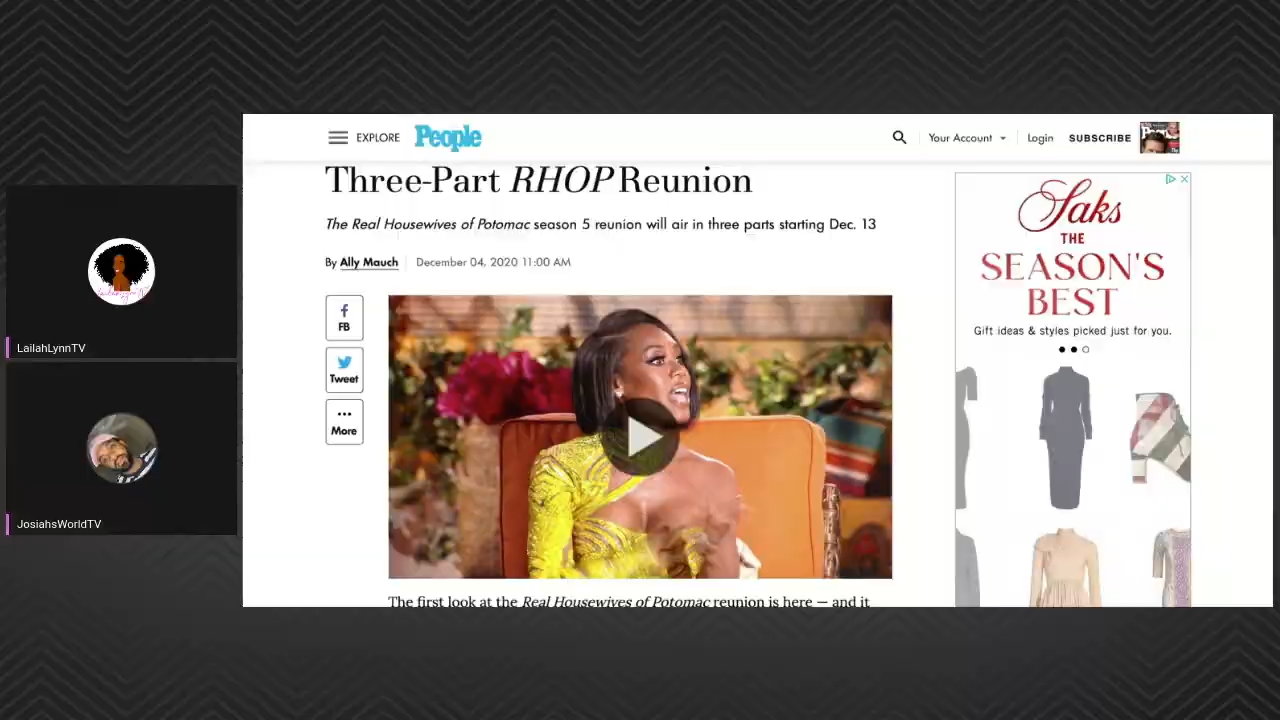 EXPLORE
People
Your Account
Login
SUBSCRIBE
Three-Part RHOP Reunion
The Real Housewives of Potomac season 5 reunion will air in three parts starting Dec. 13
By Ally Mauch
December 04, 2020 11:00 AM
FB
Tweet
More
The first look at the Real Housewives of Potomac reunion is here — and it
Saks
THE
SEASON'S
BEST
Gift ideas & styles picked just for you.
LailahLynnTV
JosiahsWorldTV